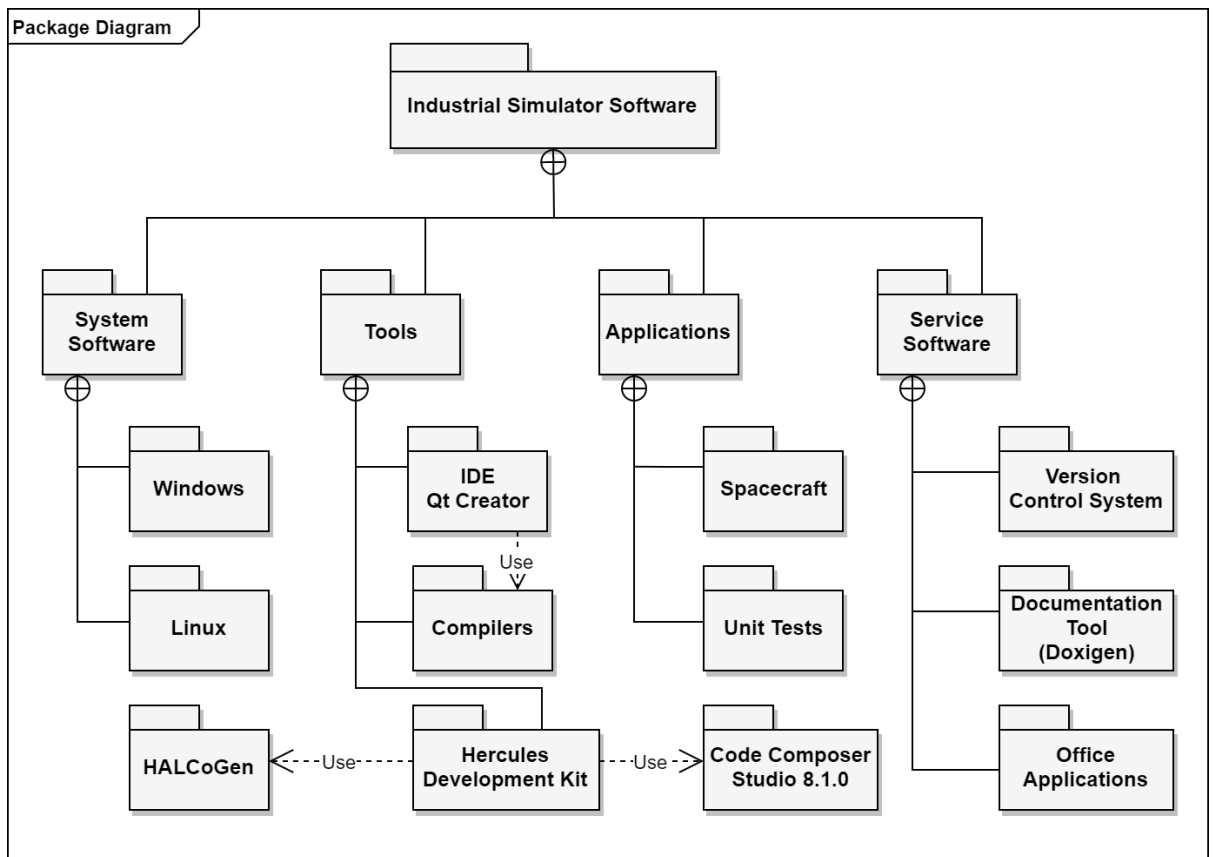 Package Diagram
Industrial Simulator Software
System
Software
Tools
Applications
Service
Software
Windows
IDE
Qt Creator
Spacecraft
Version
Control System
Use
Linux
Compilers
Unit Tests
Documentation
Tool
(Doxigen)
HALCoGen
Use
Hercules
Development Kit
Use
Code Composer
Studio 8.1.0
Office
Applications